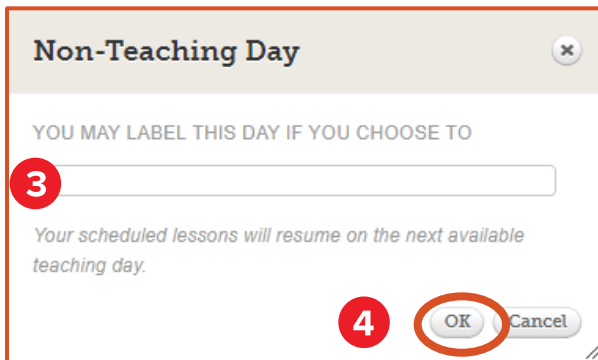 Non-Teaching Day
YOU MAY LABEL THIS DAY IF YOU CHOOSE TO
3
Your scheduled lessons will resume on the next available
teaching day.
4 OK Cancel